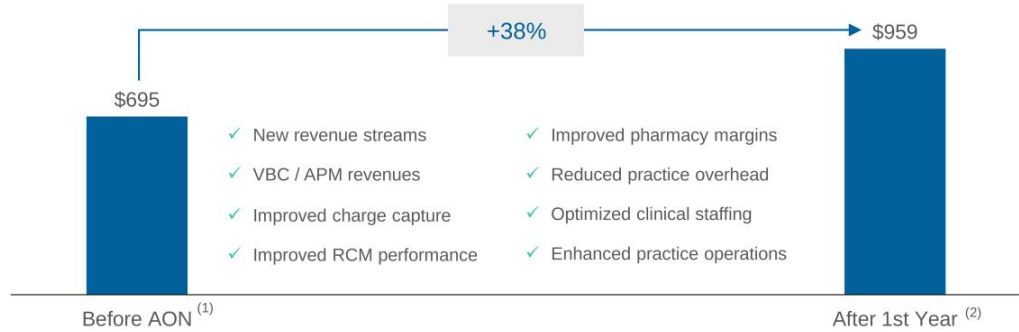 +38%
$959
$695
✓ New revenue streams
✓ Improved pharmacy margins
✓ VBC / APM revenues
✓ Reduced practice overhead
✓ Improved charge capture
✓ Optimized clinical staffing
✓ Improved RCM performance
✓ Enhanced practice operations
Before AON (1)
After 1st Year (2)